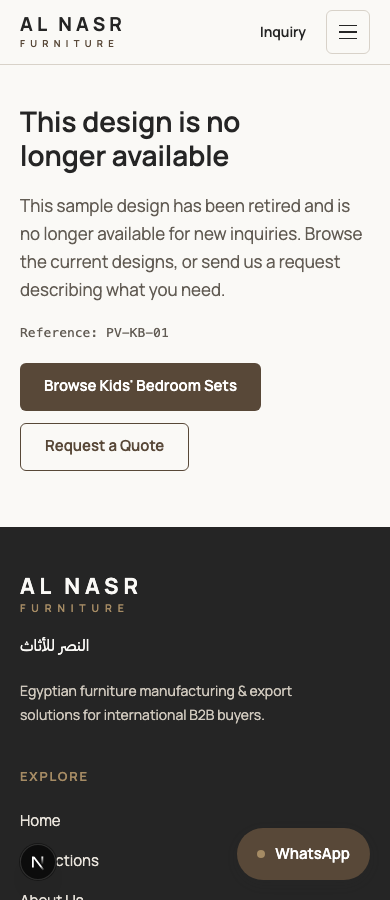 AL NASR
FURNITURE
Inquiry
This design is no
longer available
This sample design has been retired and is
no longer available for new inquiries. Browse
the current designs, or send us a request
describing what you need.
Reference: PV-KB-01
Browse Kids' Bedroom Sets
Request a Quote
AL NASR
FURNITURE
النصر للأثاث
Egyptian furniture manufacturing & export
solutions for international B2B buyers.
EXPLORE
Home
N
ctions
WhatsApp
About Us